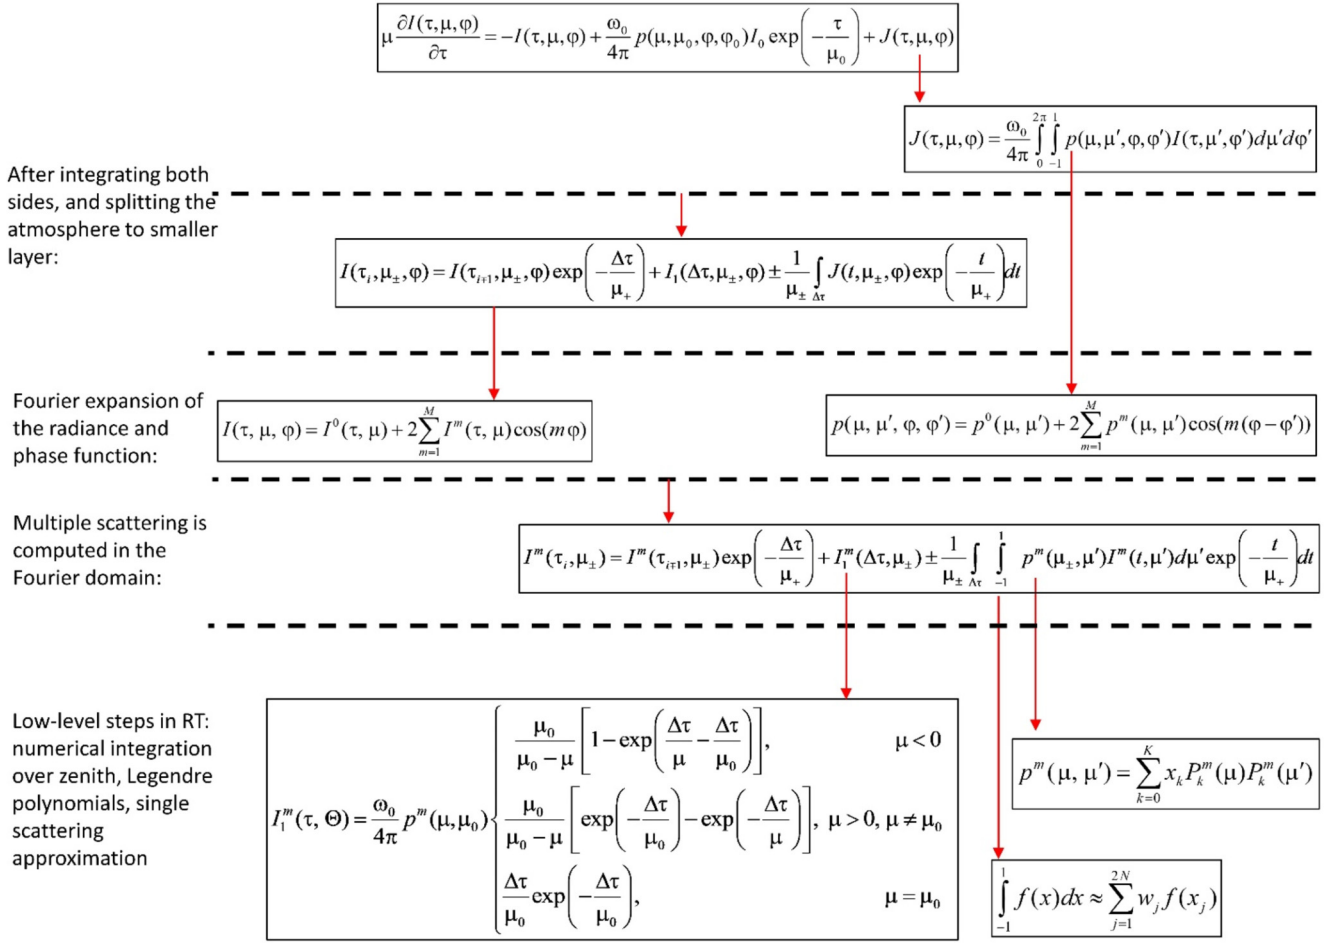 μ ∂I(τ,μ,φ)/∂τ = −I(τ,μ,φ) + ω₀/4π p(μ,μ₀,φ,φ₀)I₀ exp(−τ/μ₀) + J(τ,μ,φ)
J(τ,μ,φ) = ω₀/4π ∫₀^2π ∫₋₁^1 p(μ,μ′,φ,φ′)I(τ,μ′,φ′)dμ′dφ′
After integrating both
sides, and splitting the
atmosphere to smaller
layer:
I(τᵢ,μ±,φ) = I(τᵢ∓₁,μ±,φ)exp(−Δτ/μ₊) + I₁(Δτ,μ±,φ) ± 1/μ± ∫_Δτ J(t,μ±,φ)exp(−t/μ₊)dt
Fourier expansion of
the radiance and
phase function:
I(τ, μ, φ) = I⁰(τ, μ) + 2 ∑_{m=1}^{M} I^m(τ, μ)cos(mφ)
p(μ, μ′, φ, φ′) = p⁰(μ, μ′) + 2 ∑_{m=1}^{M} p^m(μ, μ′)cos(m(φ−φ′))
Multiple scattering is
computed in the
Fourier domain:
I^m(τᵢ,μ±) = I^m(τᵢ∓₁,μ±)exp(−Δτ/μ₊) + I₁^m(Δτ,μ±) ± 1/μ± ∫_Δτ ∫₋₁^1 p^m(μ±,μ′)I^m(t,μ′)dμ′exp(−t/μ₊)dt
Low-level steps in RT:
numerical integration
over zenith, Legendre
polynomials, single
scattering
approximation
I₁^m(τ, Θ) = ω₀/4π p^m(μ,μ₀) {
μ₀/(μ₀ − μ) [1 − exp(Δτ/μ − Δτ/μ₀)], μ < 0
μ₀/(μ₀ − μ) [exp(−Δτ/μ₀) − exp(−Δτ/μ)], μ > 0, μ ≠ μ₀
Δτ/μ₀ exp(−Δτ/μ₀), μ = μ₀
p^m(μ, μ′) = ∑_{k=0}^{K} x_k P_k^m(μ)P_k^m(μ′)
∫₋₁^1 f(x)dx ≈ ∑_{j=1}^{2N} w_j f(x_j)